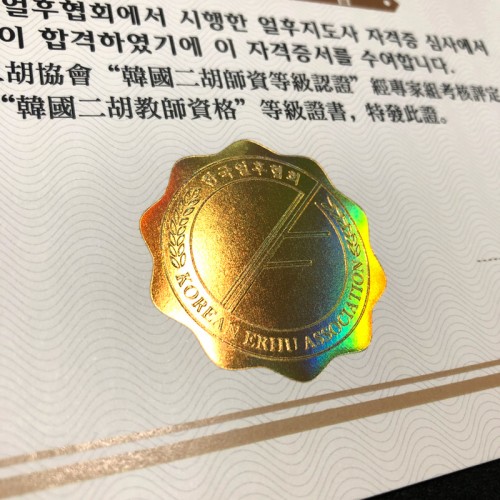 얼후협회에서 시행한 얼후지도사 자격증 심사에서
이 합격하였기에 이 자격증서를 수여합니다.
胡協會 “韓國二胡師資等級認證” 經專家組考核評定
“韓國二胡教師資格” 等級證書，特發此證。
한국얼후협회
KOREAN ERHU ASSOCIATION